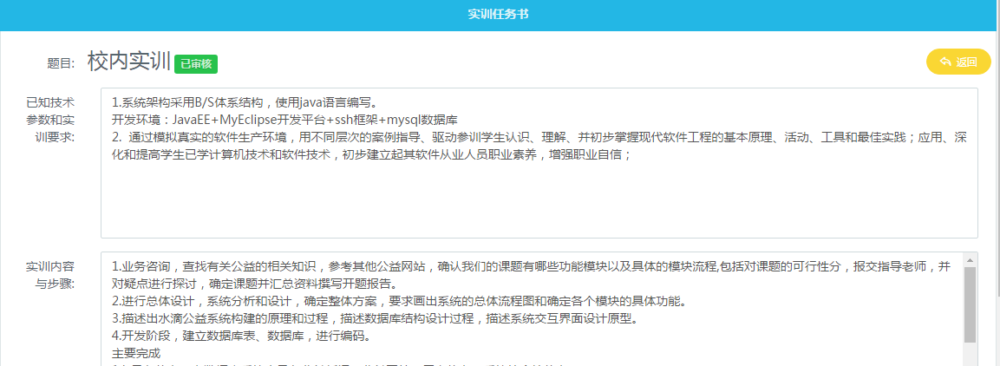 实训任务书
题目: 校内实训 已审核 返回
已知技术参数和实训要求:
1.系统架构采用B/S体系结构，使用java语言编写。
开发环境：JavaEE+MyEclipse开发平台+ssh框架+mysql数据库
2. 通过模拟真实的软件生产环境，用不同层次的案例指导、驱动参训学生认识、理解、并初步掌握现代软件工程的基本原理、活动、工具和最佳实践；应用、深
化和提高学生已学计算机技术和软件技术，初步建立起其软件从业人员职业素养，增强职业自信；
实训内容与步骤:
1.业务咨询，查找有关公益的相关知识，参考其他公益网站，确认我们的课题有哪些功能模块以及具体的模块流程,包括对课题的可行性分，报交指导老师，并
对疑点进行探讨，确定课题并汇总资料撰写开题报告。
2.进行总体设计，系统分析和设计，确定整体方案，要求画出系统的总体流程图和确定各个模块的具体功能。
3.描述出水滴公益系统构建的原理和过程，描述数据库结构设计过程，描述系统交互界面设计原型。
4.开发阶段，建立数据库表、数据库，进行编码。
主要完成